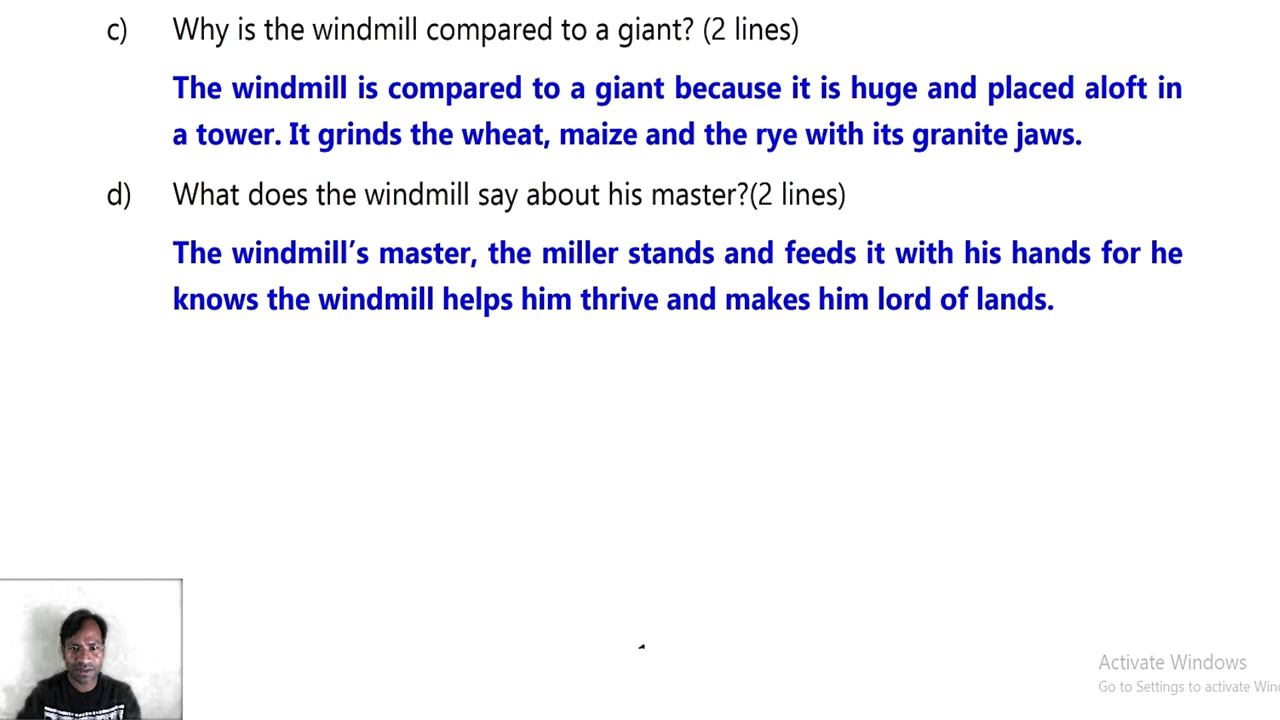 c) Why is the windmill compared to a giant? (2 lines)
The windmill is compared to a giant because it is huge and placed aloft in
a tower. It grinds the wheat, maize and the rye with its granite jaws.
d) What does the windmill say about his master?(2 lines)
The windmill’s master, the miller stands and feeds it with his hands for he
knows the windmill helps him thrive and makes him lord of lands.
Activate Windows
Go to Settings to activate Win